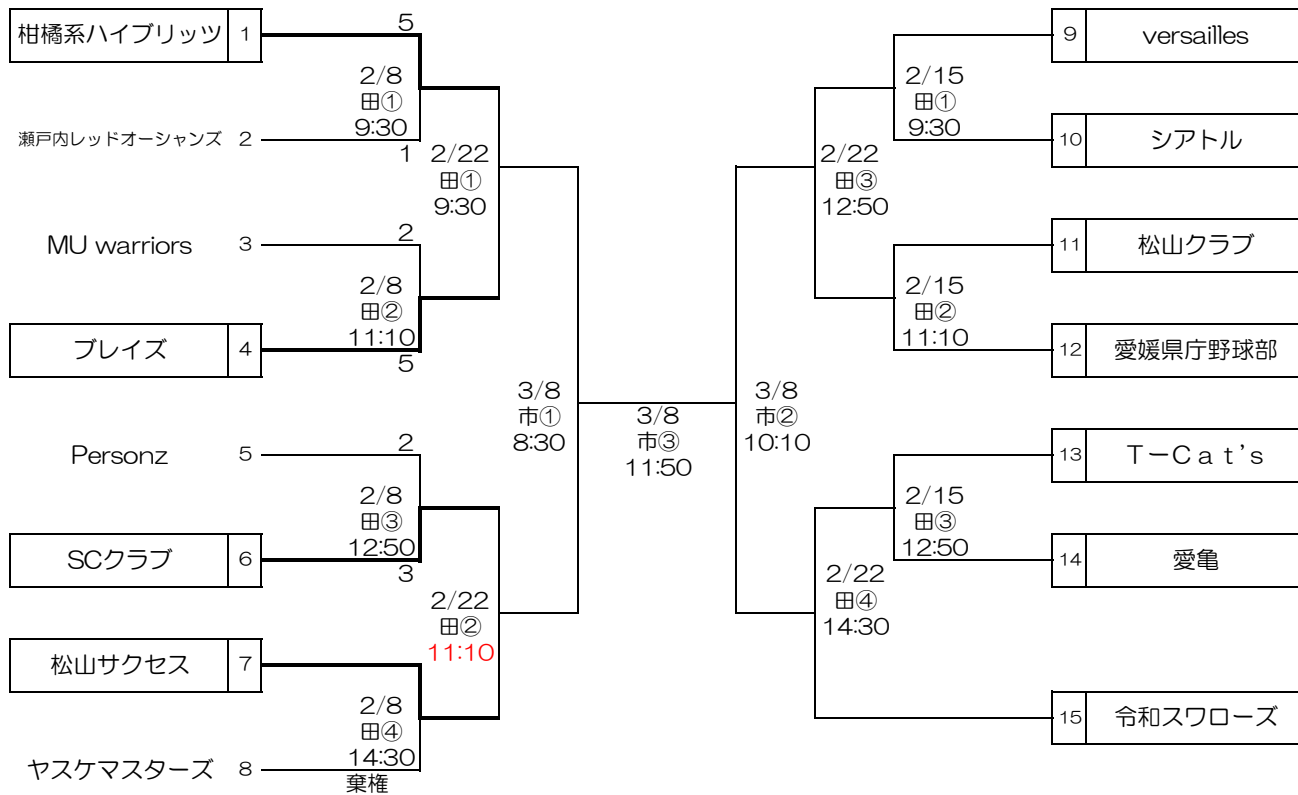 柑橘系ハイブリッツ 1 5
2/8
田①
9:30
瀬戸内レッドオーシャンズ 2
1
2/22
田①
9:30
MU warriors 3 2
2/8
田②
11:10
ブレイズ 4
5
3/8
市①
8:30
Personz 5 2
2/8
田③
12:50
SCクラブ 6
3
2/22
田②
11:10
松山サクセス 7
2/8
田④
14:30
ヤスケマスターズ 8
棄権
3/8
市③
11:50
9 versailles
2/15
田①
9:30
10 シアトル
2/22
田③
12:50
11 松山クラブ
2/15
田②
11:10
12 愛媛県庁野球部
3/8
市②
10:10
13 TーCat's
2/15
田③
12:50
14 愛亀
2/22
田④
14:30
15 令和スワローズ